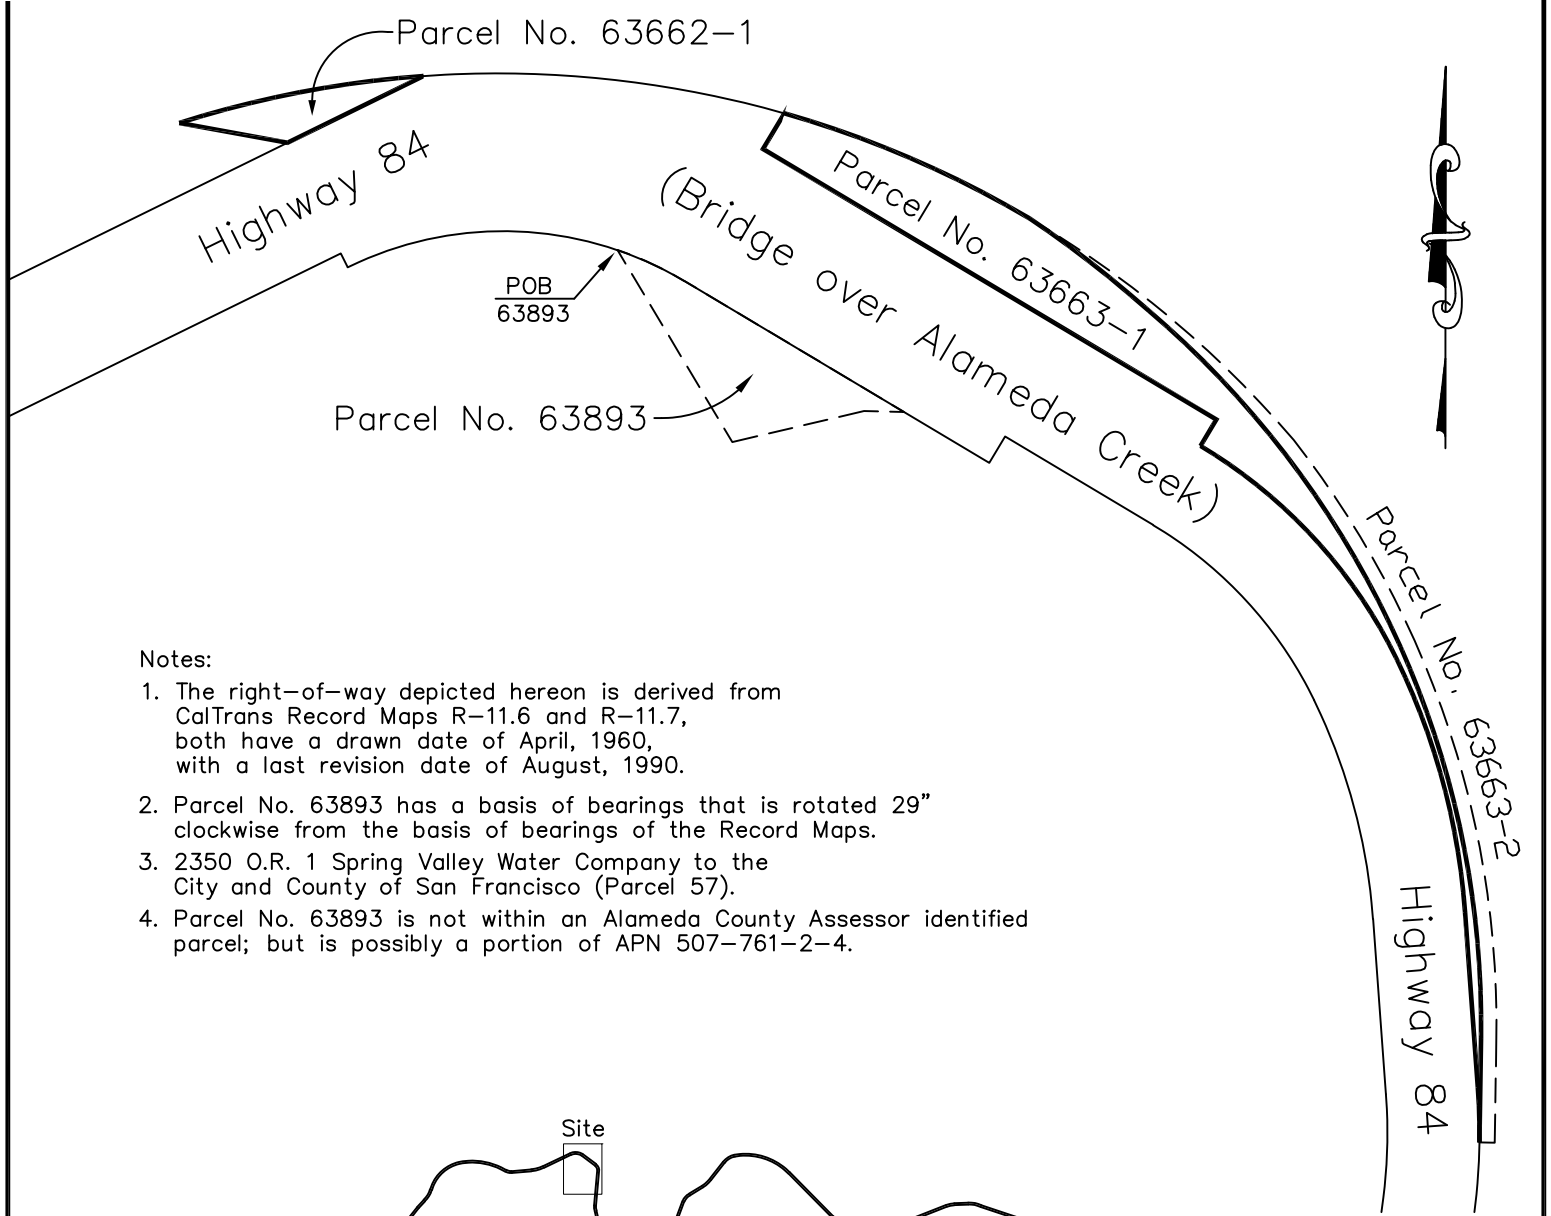 Parcel No. 63662-1
Highway 84
(Bridge over Alameda Creek)
Parcel No. 63663-1
POB
63893
Parcel No. 63893
Parcel No. 63663-2
Highway 84
Notes:
1. The right-of-way depicted hereon is derived from
CalTrans Record Maps R-11.6 and R-11.7,
both have a drawn date of April, 1960,
with a last revision date of August, 1990.
2. Parcel No. 63893 has a basis of bearings that is rotated 29"
clockwise from the basis of bearings of the Record Maps.
3. 2350 O.R. 1 Spring Valley Water Company to the
City and County of San Francisco (Parcel 57).
4. Parcel No. 63893 is not within an Alameda County Assessor identified
parcel; but is possibly a portion of APN 507-761-2-4.
Site